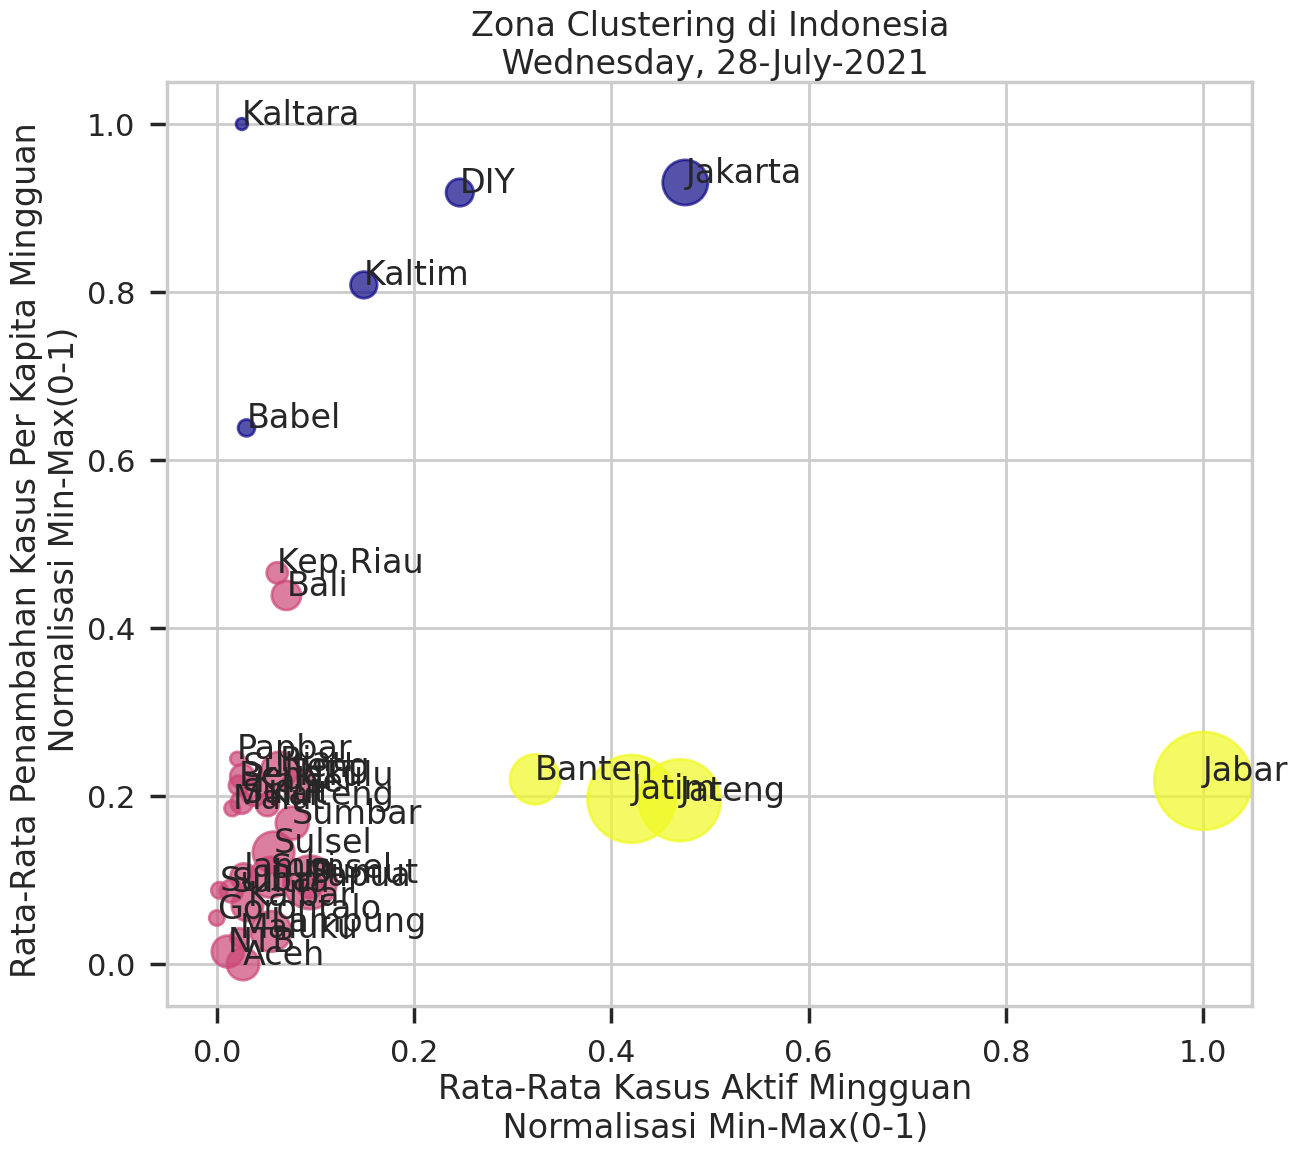 Zona Clustering di Indonesia
Wednesday, 28-July-2021
Rata-Rata Penambahan Kasus Per Kapita Mingguan
Normalisasi Min-Max(0-1)
1.0
0.8
0.6
0.4
0.2
0.0
Kaltara
DIY
Jakarta
Kaltim
Babel
Kep Riau
Bali
Papbar
Banten
Jatim
Jateng
Jabar
Sumbar
Sulsel
Kalbar
Gorontalo
Lampung
Maluku
NTB
Aceh
0.0
0.2
0.4
0.6
0.8
1.0
Rata-Rata Kasus Aktif Mingguan
Normalisasi Min-Max(0-1)